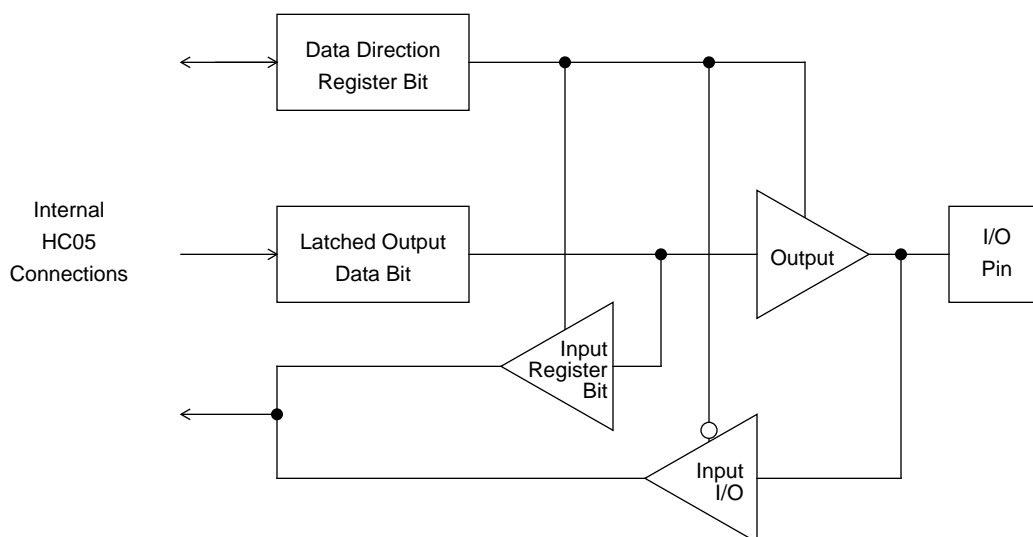 Data Direction
Register Bit
Internal
HC05
Connections
Latched Output
Data Bit
Output
I/O
Pin
Input
Register
Bit
Input
I/O